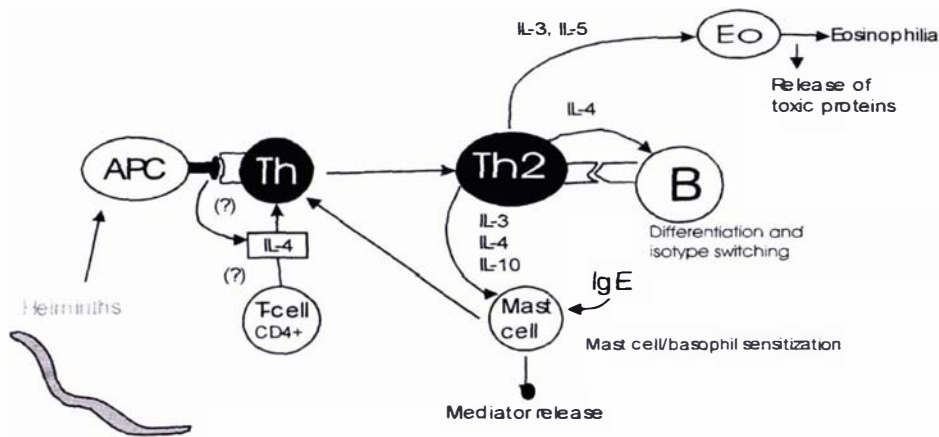 IL-3, IL-5
Eo
Eosinophilia
Release of
toxic proteins
IL-4
APC
Th
Th2
B
(?)
IL-4
(?)
T-cell
CD4+
IL-3
IL-4
IL-10
Differentiation and
isotype switching
IgE
Mast
cell
Mast cell/basophil sensitization
Mediator release
Helminths